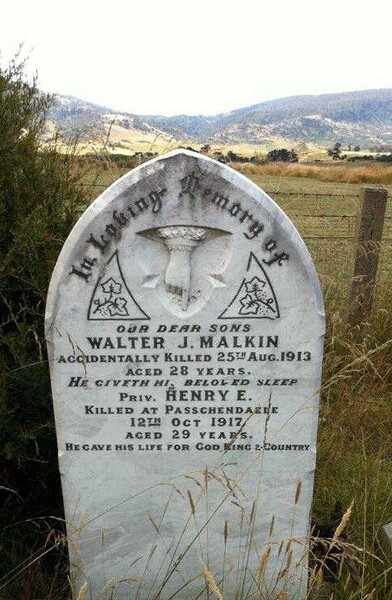 In Loving Memory of
OUR DEAR SONS
WALTER J. MALKIN
ACCIDENTALLY KILLED 25TH AUG. 1913
AGED 28 YEARS.
HE GIVETH HIS BELOVED SLEEP
PRIV. HENRY E.
KILLED AT PASSCHENDAELE
12TH OCT 1917
AGED 29 YEARS.
HE GAVE HIS LIFE FOR GOD KING & COUNTRY